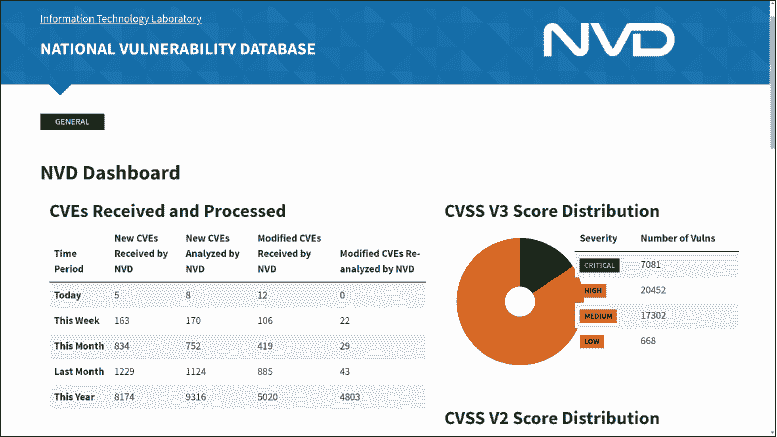 Information Technology Laboratory
NATIONAL VULNERABILITY DATABASE
NVD
GENERAL
NVD Dashboard
CVEs Received and Processed
Time Period New CVEs Received by NVD New CVEs Analyzed by NVD Modified CVEs Received by NVD Modified CVEs Re-analyzed by NVD
Today 5 8 12 0
This Week 163 170 106 22
This Month 834 752 419 29
Last Month 1229 1124 885 43
This Year 8174 9316 5020 4803
CVSS V3 Score Distribution
Severity Number of Vulns
CRITICAL 7081
HIGH 20452
MEDIUM 17302
LOW 668
CVSS V2 Score Distribution